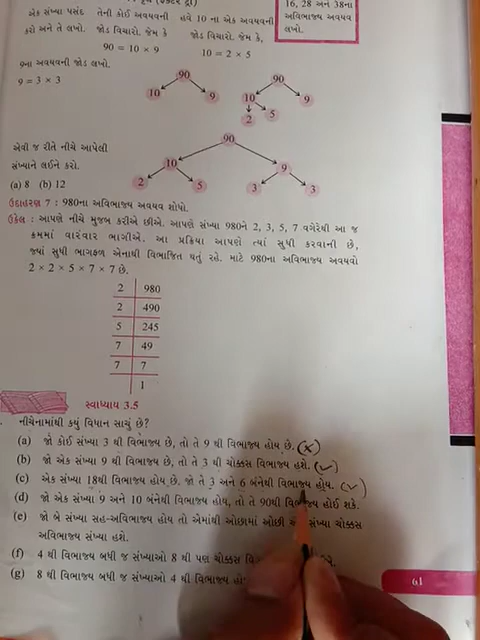 એક સંખ્યા પસંદ તેની કોઈ અવયવની હવે 10 ના એક અવયવની
કરો અને તે લખો. જોડ વિચારો. જેમ કે જોડ વિચારો. જેમ કે,
90 = 10 × 9 10 = 2 × 5
16, 28 અને 38ના
અવિભાજ્ય અવયવ
લખો.
9ના અવયવની જોડ લખો.
9 = 3 × 3
90
10 9
90
10 9
2 5
90
10 9
2 5 3 3
એવી જ રીતે નીચે આપેલી
સંખ્યાને લઈને કરો.
(a) 8 (b) 12
ઉદાહરણ 7 : 980ના અવિભાજ્ય અવયવ શોધો.
ઉકેલ : આપણે નીચે મુજબ કરીએ છીએ. આપણે સંખ્યા 980ને 2, 3, 5, 7 વગેરેથી આ જ
ક્રમમાં વારંવાર ભાગીએ. આ પ્રક્રિયા આપણે ત્યાં સુધી કરવાની છે,
જ્યાં સુધી ભાગફળ એનાથી વિભાજિત થતું રહે. માટે 980ના અવિભાજ્ય અવયવો
2 × 2 × 5 × 7 × 7 છે.
2 980
2 490
5 245
7 49
7 7
1
સ્વાધ્યાય 3.5
નીચેનામાંથી કયું વિધાન સાચું છે?
(a) જો કોઈ સંખ્યા 3 થી વિભાજ્ય છે, તો તે 9 થી વિભાજ્ય હોય છે. (×)
(b) જો એક સંખ્યા 9 થી વિભાજ્ય છે, તો તે 3 થી ચોક્કસ વિભાજ્ય હશે. (✓)
(c) એક સંખ્યા 18થી વિભાજ્ય હોય છે. જો તે 3 અને 6 બંનેથી વિભાજ્ય હોય. (✓)
(d) જો એક સંખ્યા 9 અને 10 બંનેથી વિભાજ્ય હોય, તો તે 90થી વિભાજ્ય હોઈ શકે.
(e) જો બે સંખ્યા સહ-અવિભાજ્ય હોય તો એમાંથી ઓછામાં ઓછી સંખ્યા ચોક્કસ
અવિભાજ્ય સંખ્યા હશે.
(f) 4 થી વિભાજ્ય બધી જ સંખ્યાઓ 8 થી પણ ચોક્કસ
(g) 8 થી વિભાજ્ય બધી જ સંખ્યાઓ 4 થી વિભાજ્ય
61